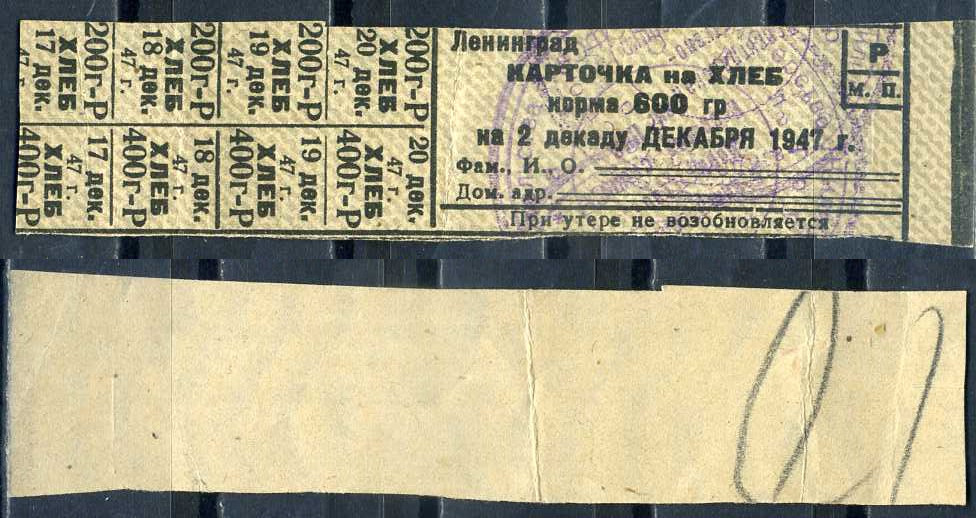 Ленинград
КАРТОЧКА на ХЛЕБ
норма 600 гр
на 2 декаду ДЕКАБРЯ 1947 г.
Фам., И., О.
Дом. адр.
При утере не возобновляется
Р
М. П.
200г-Р
ХЛЕБ
17 дек.
47 г.
200г-Р
ХЛЕБ
18 дек.
47 г.
200г-Р
ХЛЕБ
19 дек.
47 г.
200г-Р
ХЛЕБ
20 дек.
47 г.
17 дек.
47 г.
ХЛЕБ
400г-Р
18 дек.
47 г.
ХЛЕБ
400г-Р
19 дек.
47 г.
ХЛЕБ
400г-Р
20 дек.
47 г.
ХЛЕБ
400г-Р